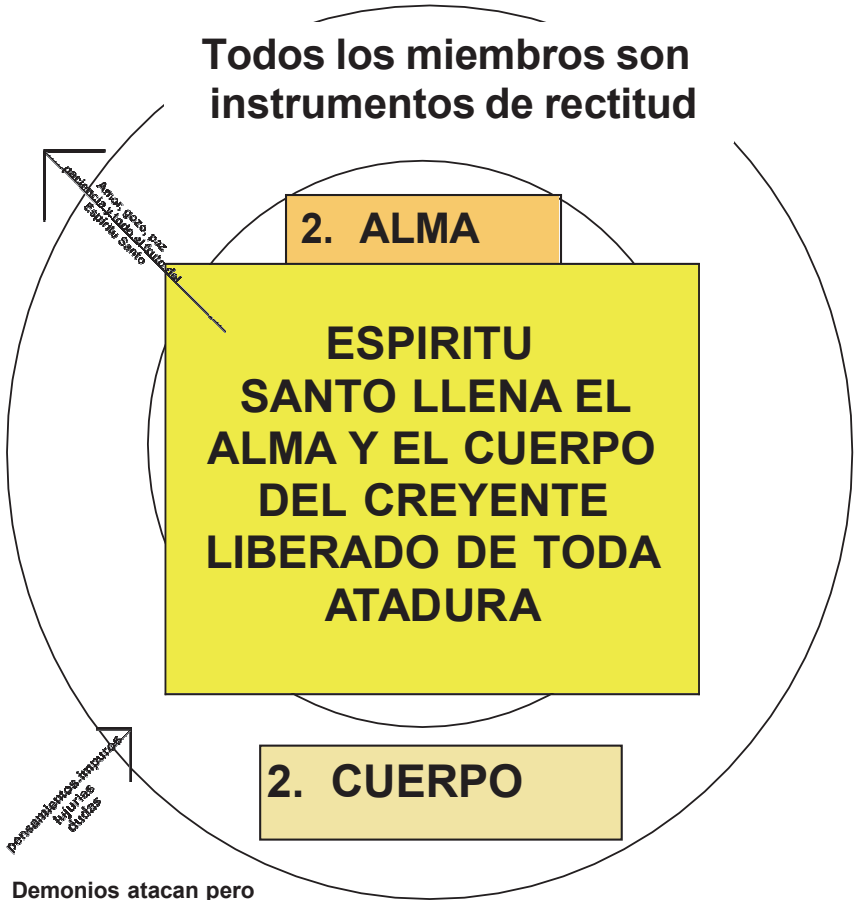 Todos los miembros son
instrumentos de rectitud
Amor, gozo, paz
paciencia y todo el fruto del
Espíritu Santo
2. ALMA
ESPIRITU
SANTO LLENA EL
ALMA Y EL CUERPO
DEL CREYENTE
LIBERADO DE TODA
ATADURA
2. CUERPO
pensamientos impuros
lujurias
dudas
Demonios atacan pero